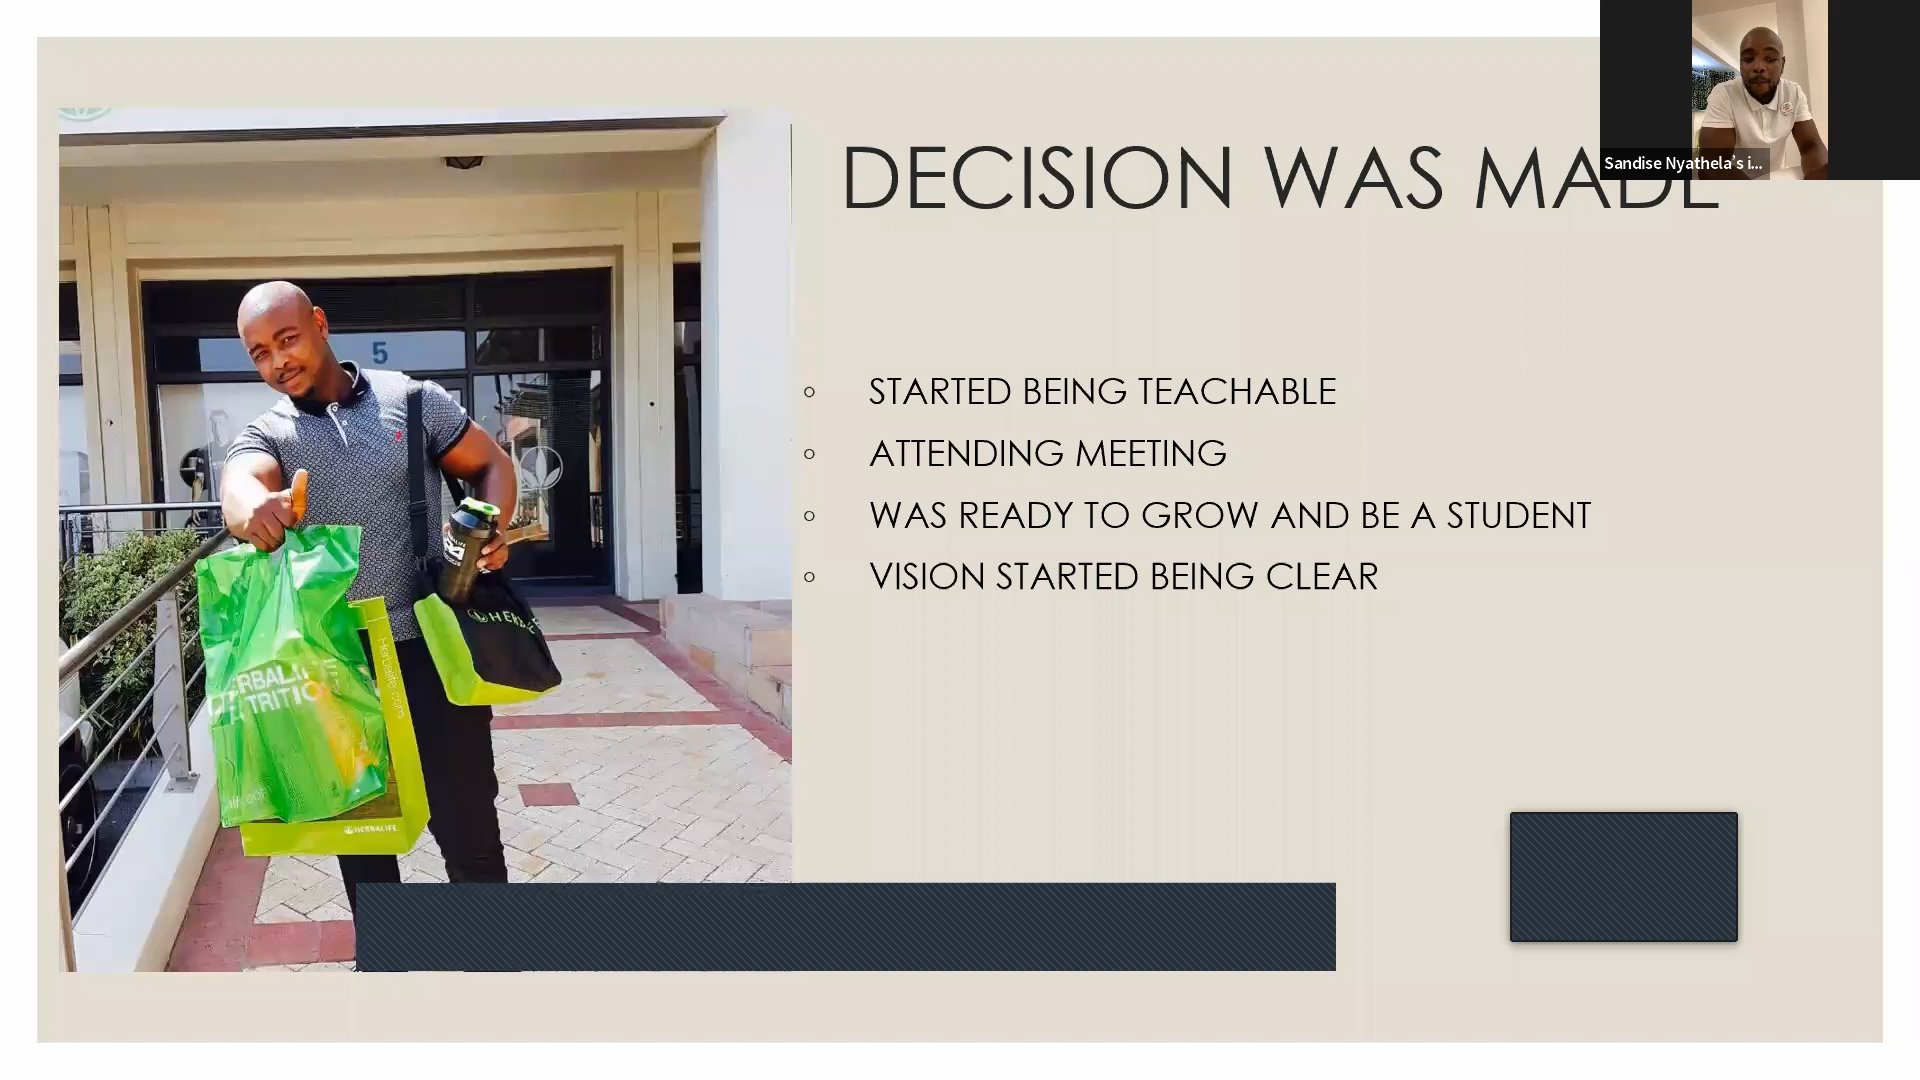 DECISION WAS MADE
Sandise Nyathela's i...
STARTED BEING TEACHABLE
ATTENDING MEETING
WAS READY TO GROW AND BE A STUDENT
VISION STARTED BEING CLEAR
5
HERBALIFE